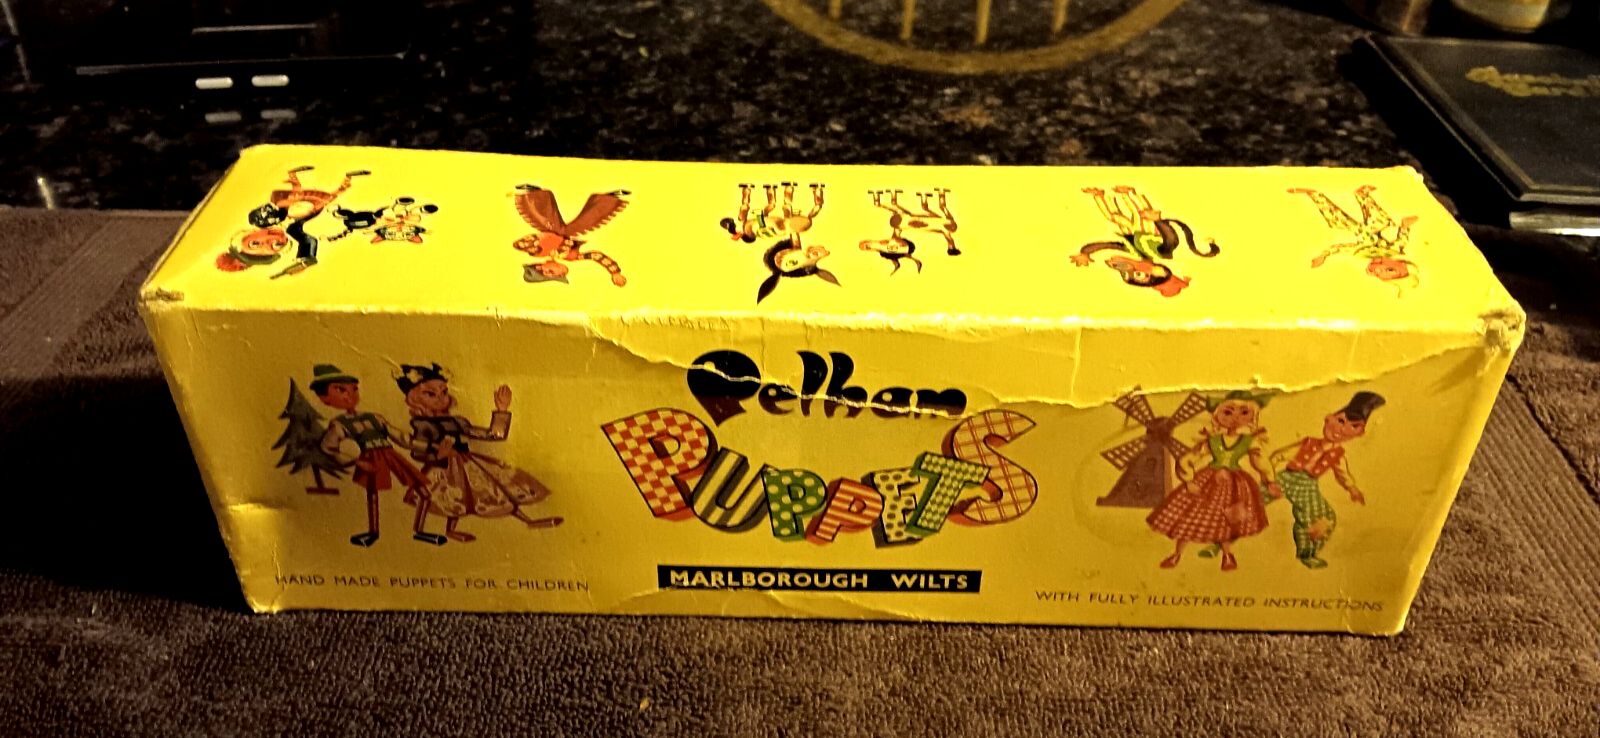 Pelham
PUPPETS
HAND MADE PUPPETS FOR CHILDREN
MARLBOROUGH WILTS
WITH FULLY ILLUSTRATED INSTRUCTIONS